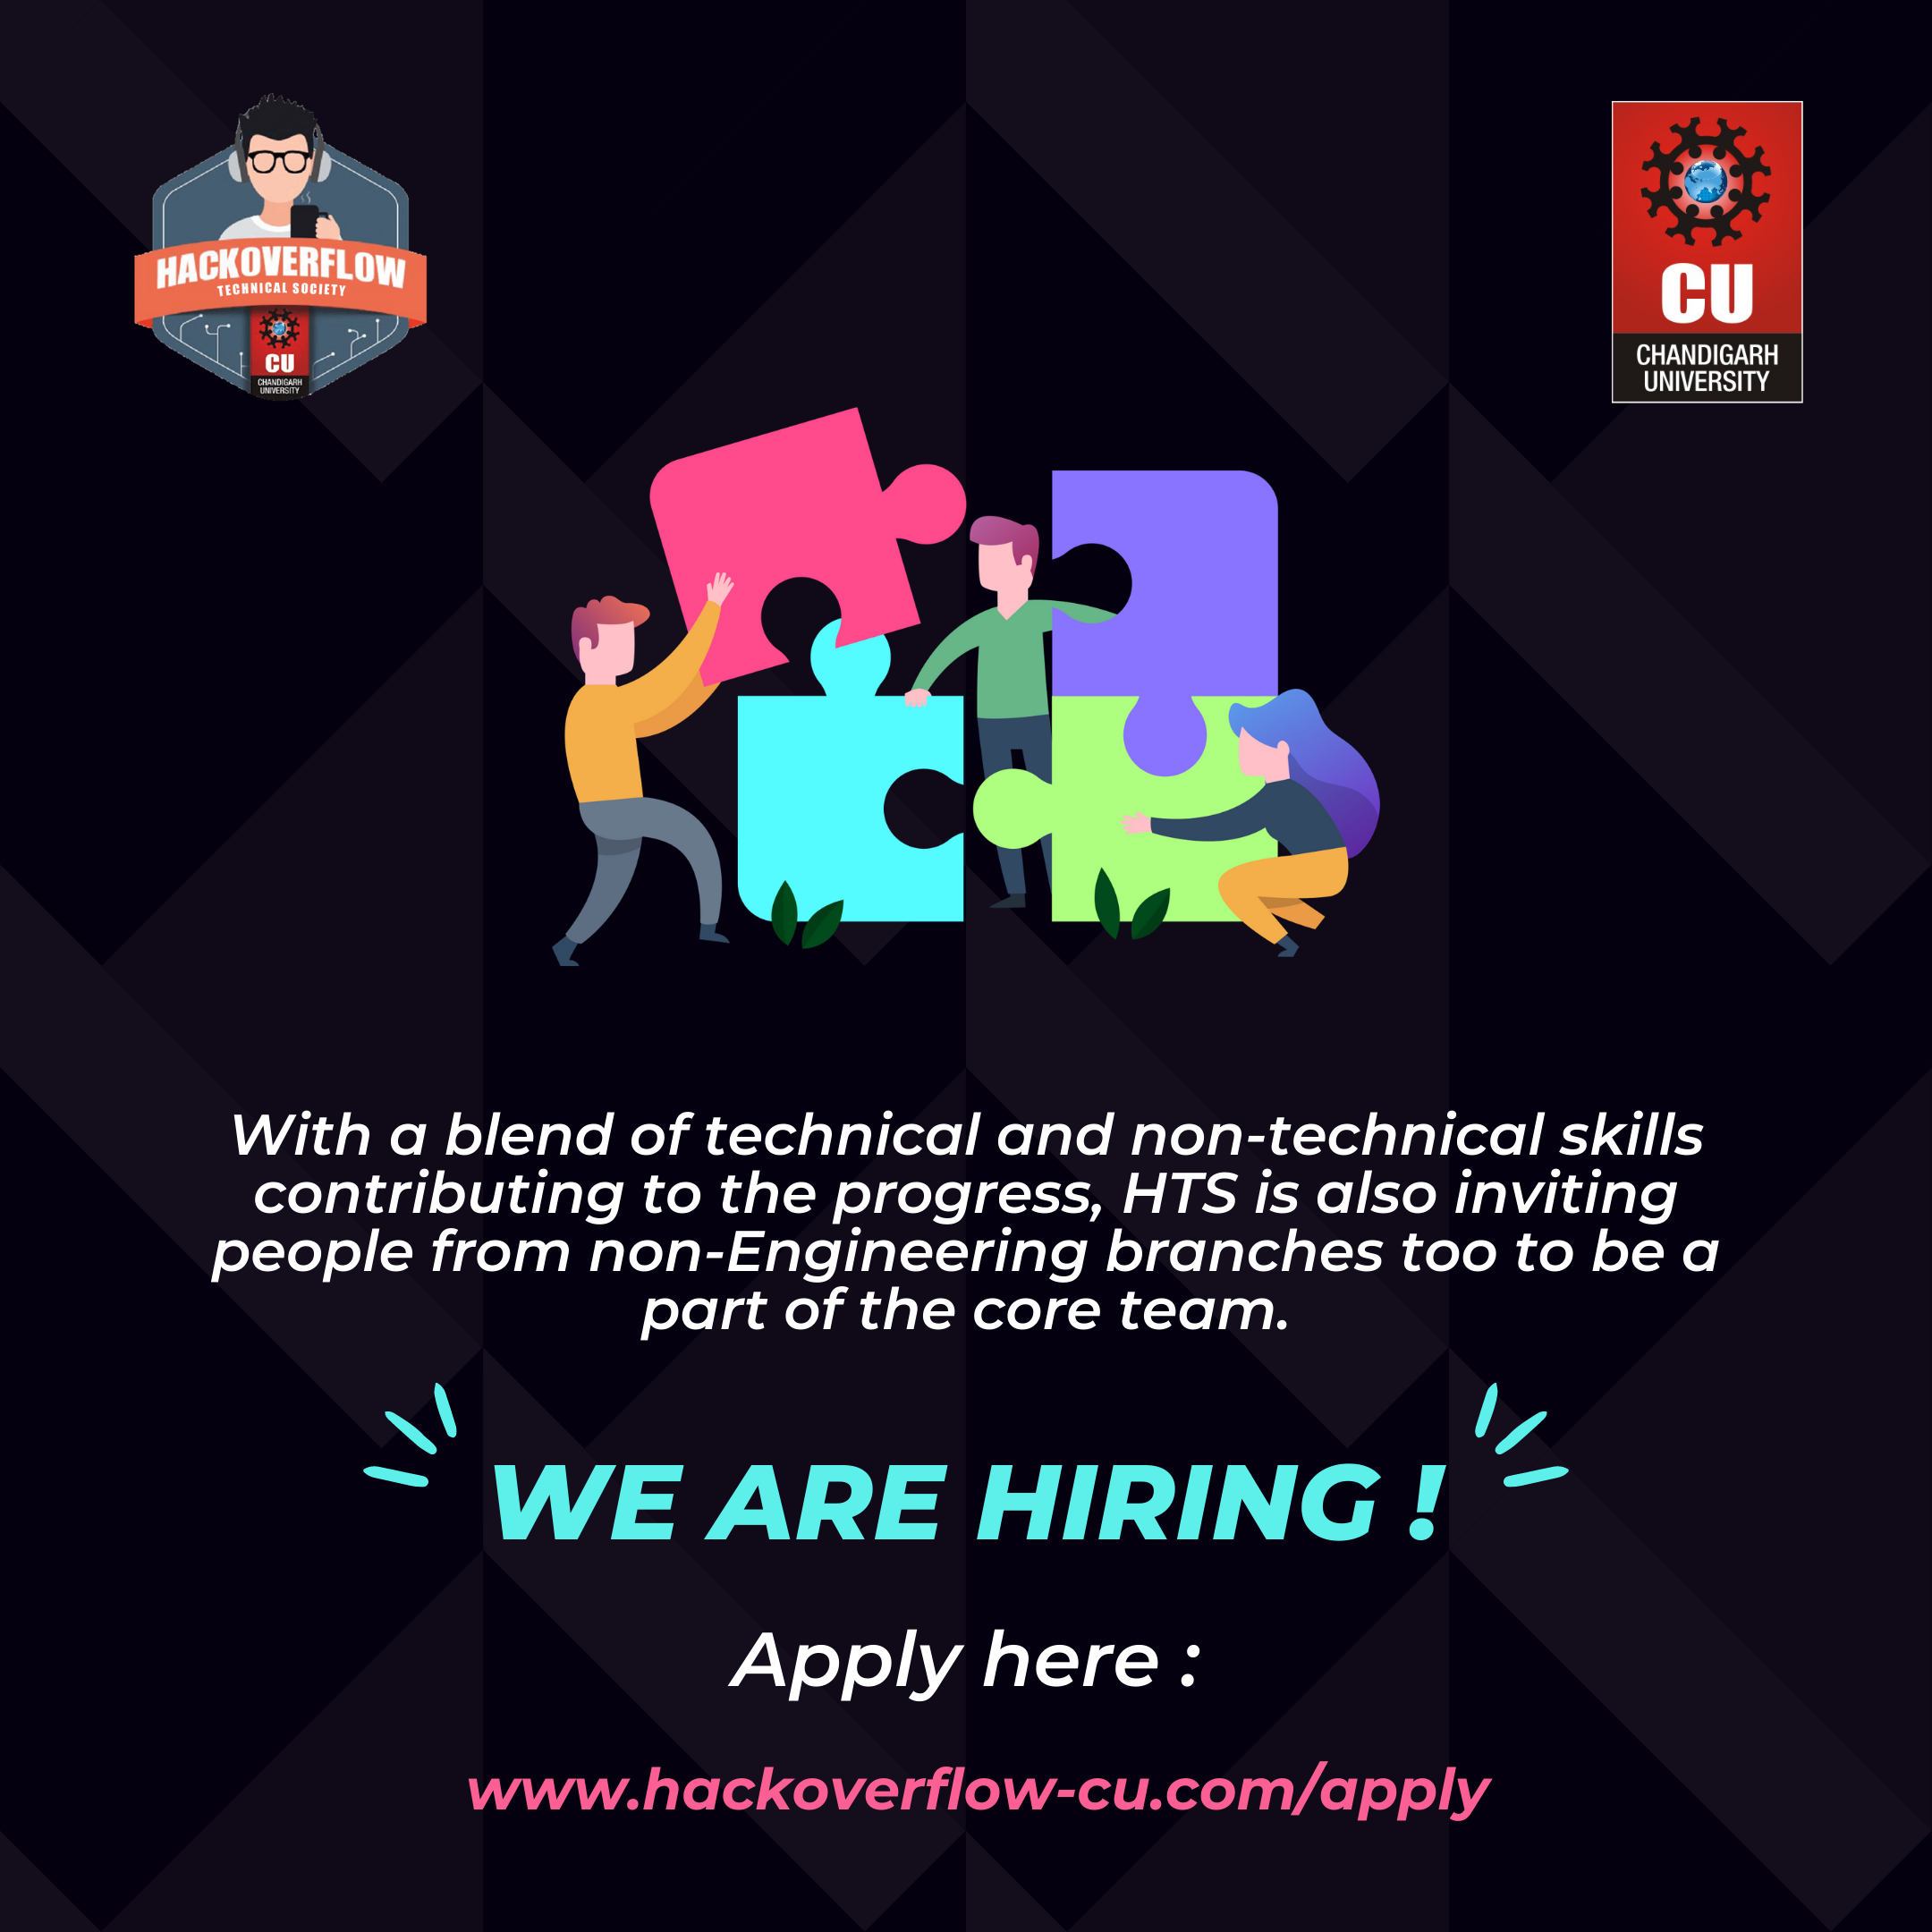 HACKOVERFLOW
TECHNICAL SOCIETY
CU
CHANDIGARH
UNIVERSITY
CU
CHANDIGARH
UNIVERSITY
With a blend of technical and non-technical skills
contributing to the progress, HTS is also inviting
people from non-Engineering branches too to be a
part of the core team.
WE ARE HIRING !
Apply here :
www.hackoverflow-cu.com/apply